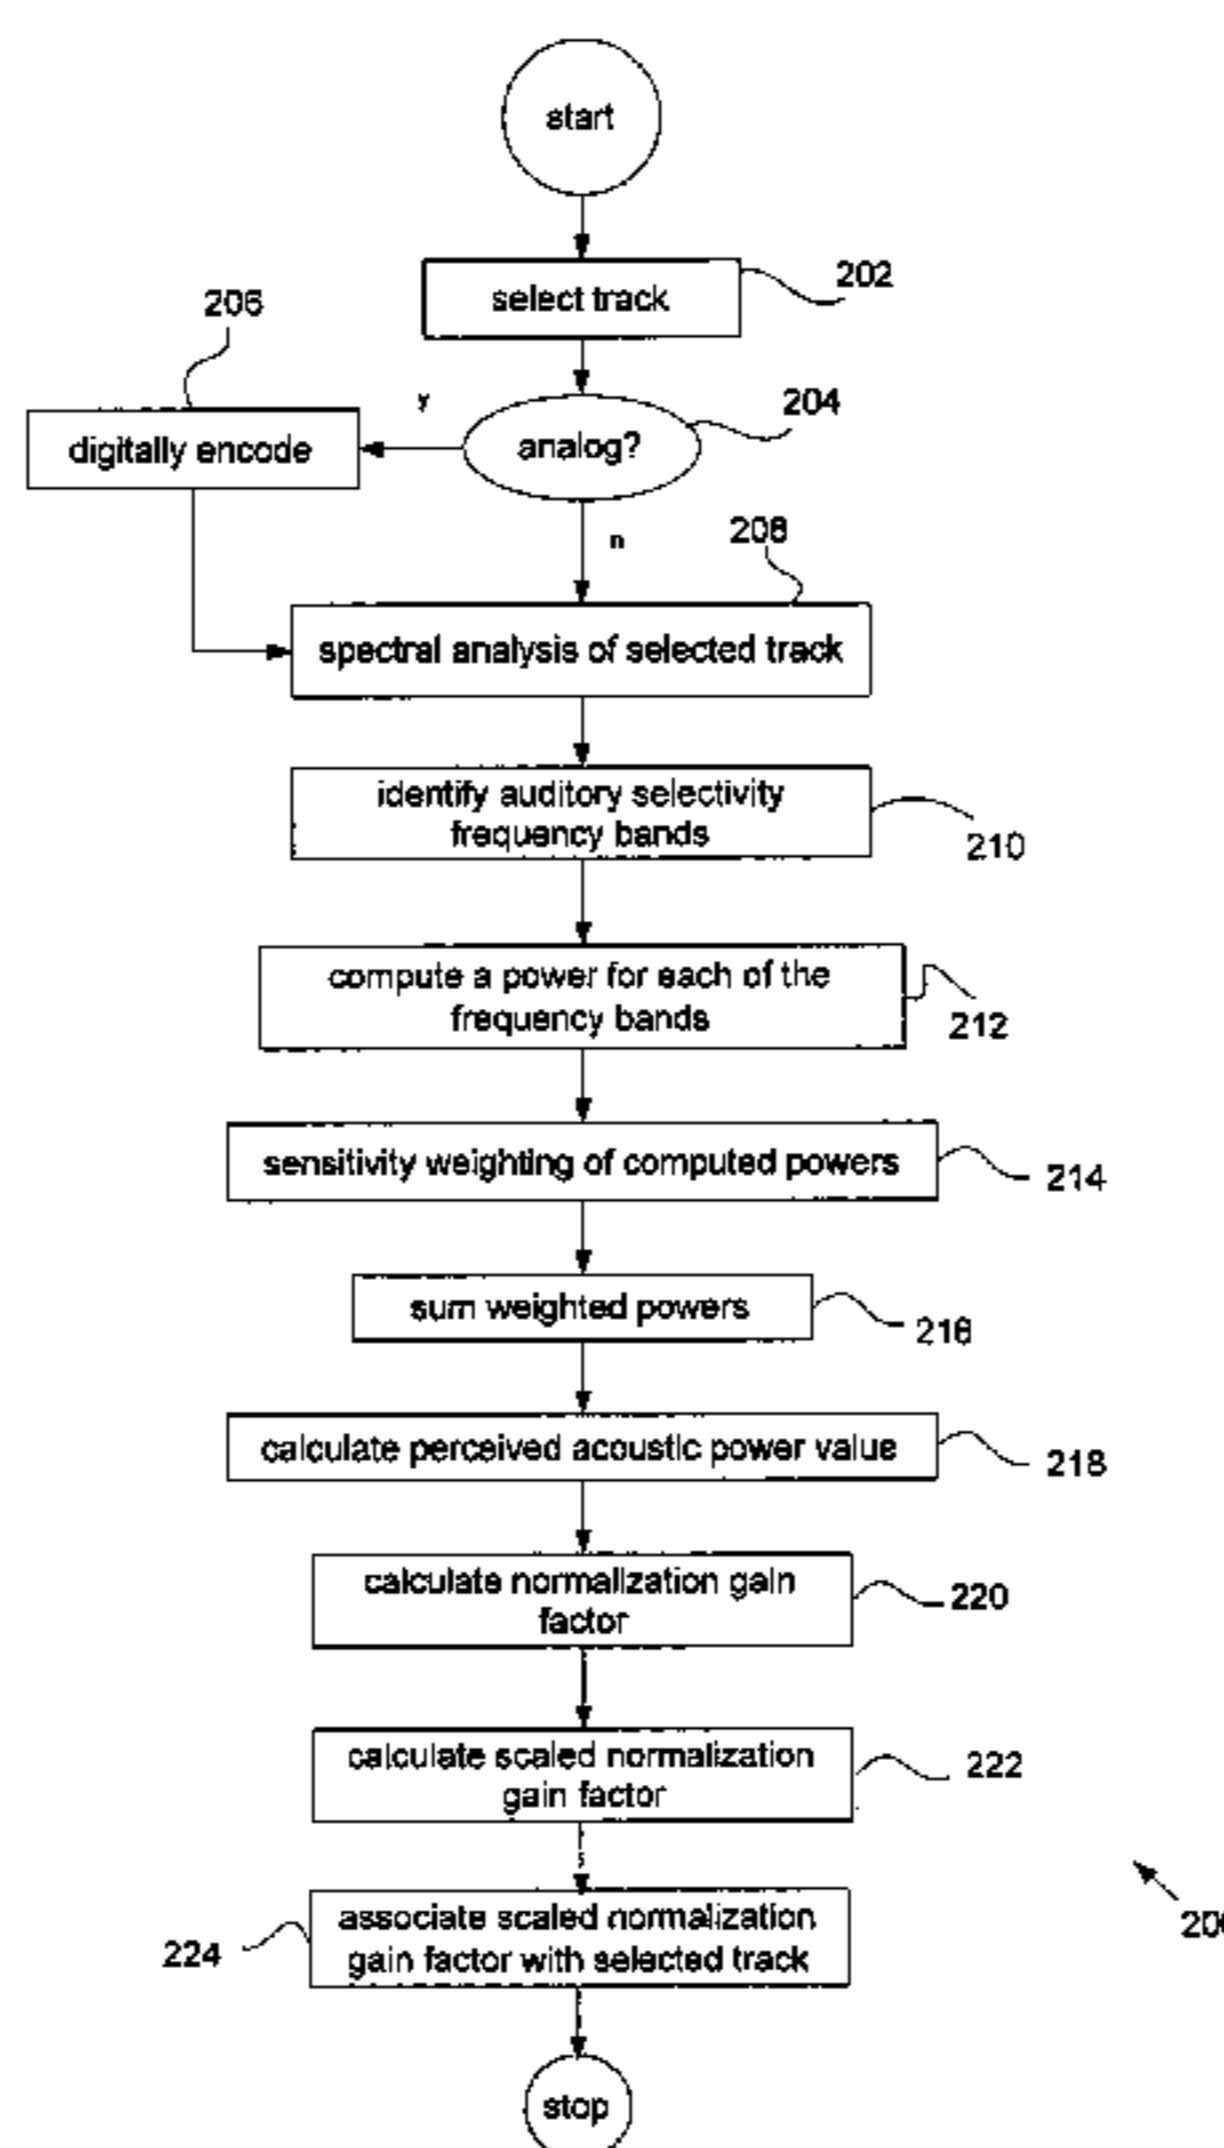 start
select track
202
206
y
analog?
204
digitally encode
n
208
spectral analysis of selected track
identify auditory selectivity
frequency bands
210
compute a power for each of the
frequency bands
212
sensitivity weighting of computed powers
214
sum weighted powers
216
calculate perceived acoustic power value
218
calculate normalization gain
factor
220
calculate scaled normalization
gain factor
222
associate scaled normalization
gain factor with selected track
224
stop